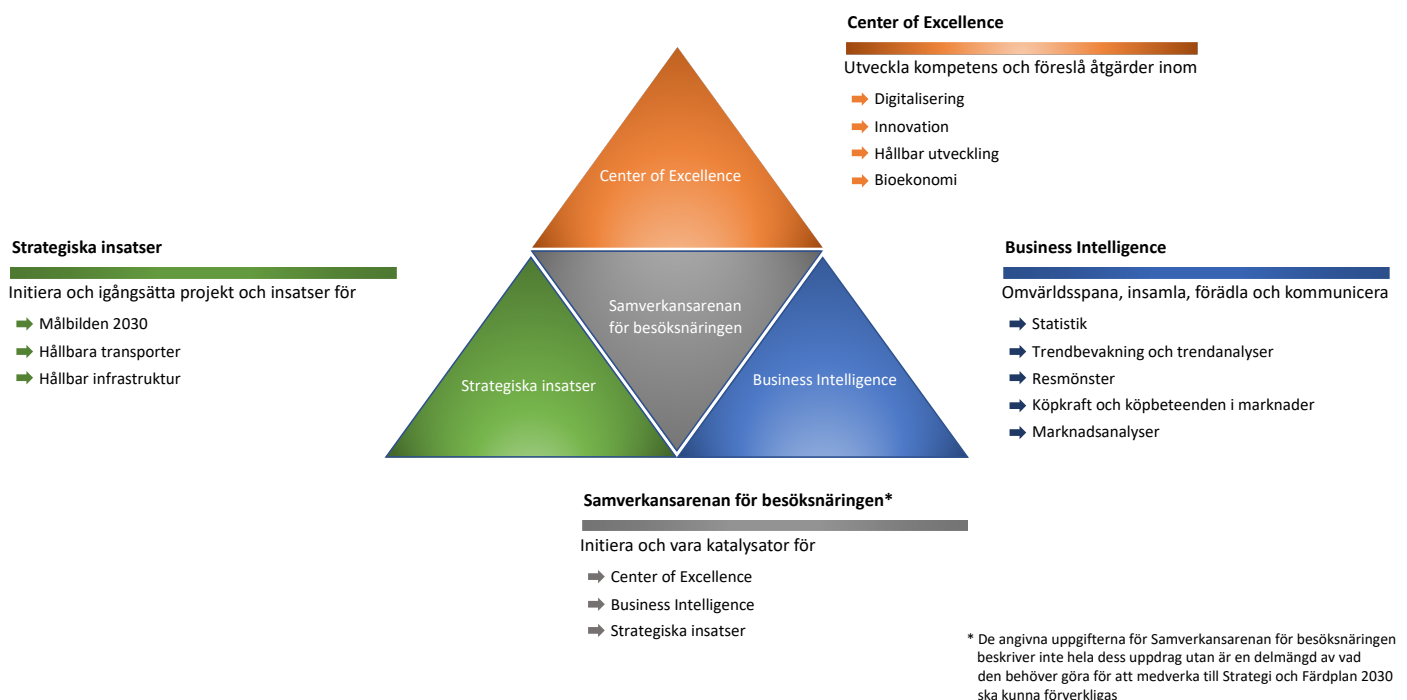 Center of Excellence
Utveckla kompetens och föreslå åtgärder inom
Digitalisering
Innovation
Hållbar utveckling
Bioekonomi
Center of Excellence
Strategiska insatser
Initiera och igångsätta projekt och insatser för
Målbilden 2030
Hållbara transporter
Hållbar infrastruktur
Samverkansarenan
för besöksnäringen
Strategiska insatser
Business Intelligence
Business Intelligence
Omvärldsspana, insamla, förädla och kommunicera
Statistik
Trendbevakning och trendanalyser
Resmönster
Köpkraft och köpbeteenden i marknader
Marknadsanalyser
Samverkansarenan för besöksnäringen*
Initiera och vara katalysator för
Center of Excellence
Business Intelligence
Strategiska insatser
* De angivna uppgifterna för Samverkansarenan för besöksnäringen
beskriver inte hela dess uppdrag utan är en delmängd av vad
den behöver göra för att medverka till Strategi och Färdplan 2030
ska kunna förverkligas